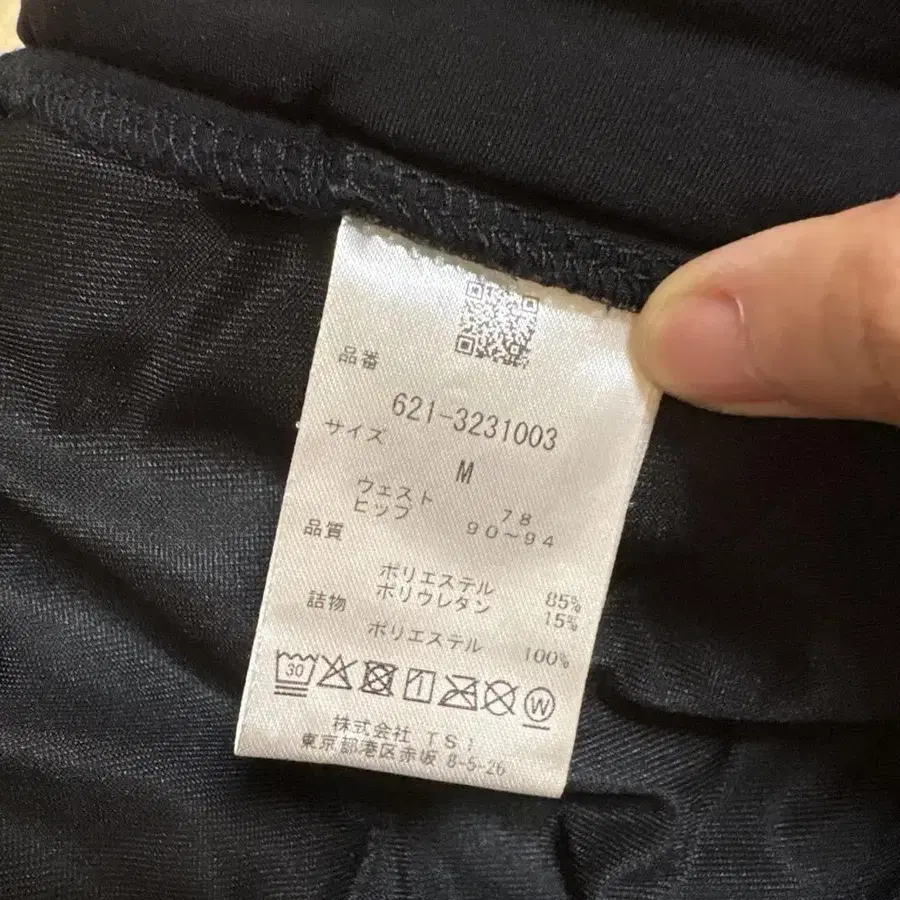 品番
621-3231003
サイズ
M
ウェスト 78
ヒップ 90〜94
品質
ポリエステル 85%
ポリウレタン 15%
詰物
ポリエステル 100%
30
W
株式会社 TSI
東京都港区赤坂 8-5-26